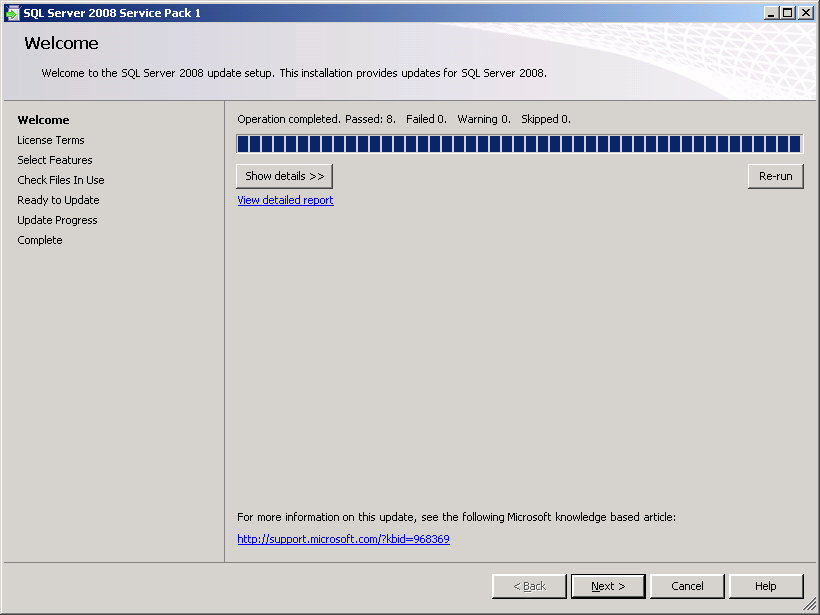 SQL Server 2008 Service Pack 1
Welcome
Welcome to the SQL Server 2008 update setup. This installation provides updates for SQL Server 2008.
Welcome
License Terms
Select Features
Check Files In Use
Ready to Update
Update Progress
Complete
Operation completed. Passed: 8. Failed 0. Warning 0. Skipped 0.
Show details >>
Re-run
View detailed report
For more information on this update, see the following Microsoft knowledge based article:
http://support.microsoft.com/?kbid=968369
< Back
Next >
Cancel
Help